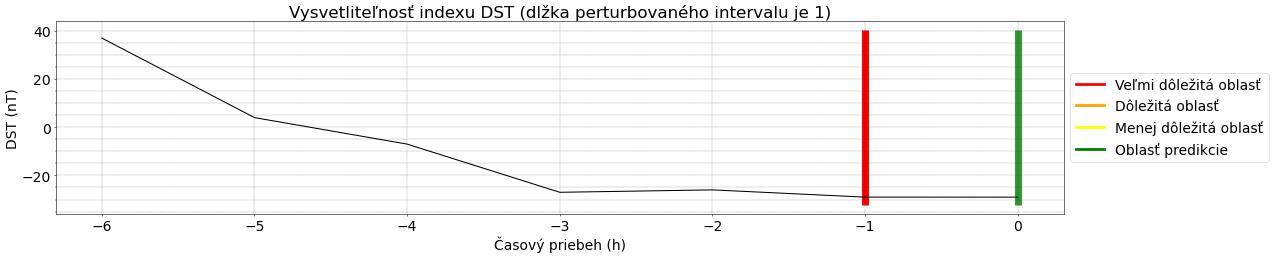 Vysvetliteľnosť indexu DST (dĺžka perturbovaného intervalu je 1)
40
20
0
−20
DST (nT)
−6 −5 −4 −3 −2 −1 0
Časový priebeh (h)
Veľmi dôležitá oblasť
Dôležitá oblasť
Menej dôležitá oblasť
Oblasť predikcie